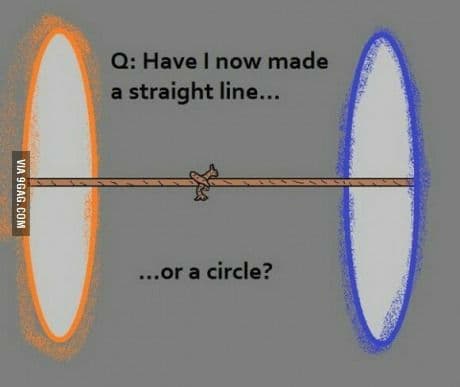 Q: Have I now made
a straight line...
VIA 9GAG.COM
...or a circle?